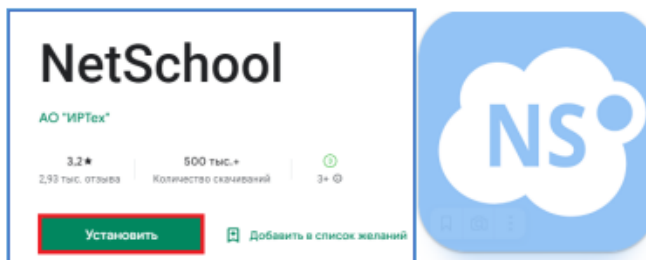 NetSchool
АО "ИРТех"
3,2★ 500 тыс.+ 3
2,93 тыс. отзыва Количество скачиваний 3+
Установить Добавить в список желаний
NS